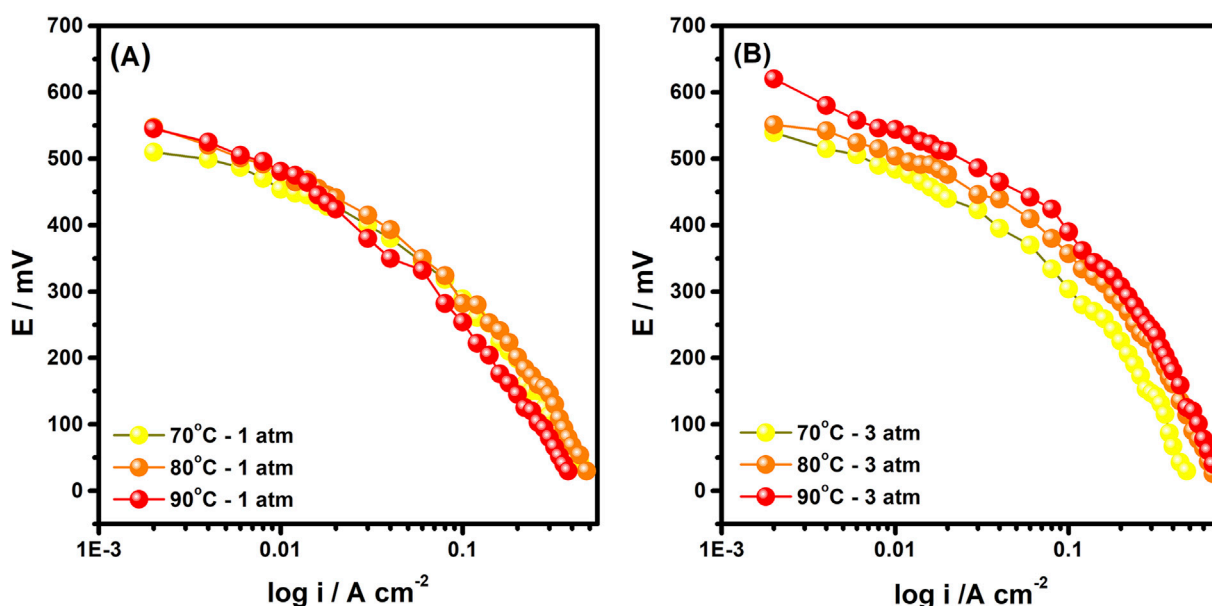 (A)
700
600
500
400
300
200
100
0
E / mV
70°C - 1 atm
80°C - 1 atm
90°C - 1 atm
1E-3
0.01
0.1
log i / A cm⁻²
(B)
700
600
500
400
300
200
100
0
E / mV
70°C - 3 atm
80°C - 3 atm
90°C - 3 atm
1E-3
0.01
0.1
log i /A cm⁻²